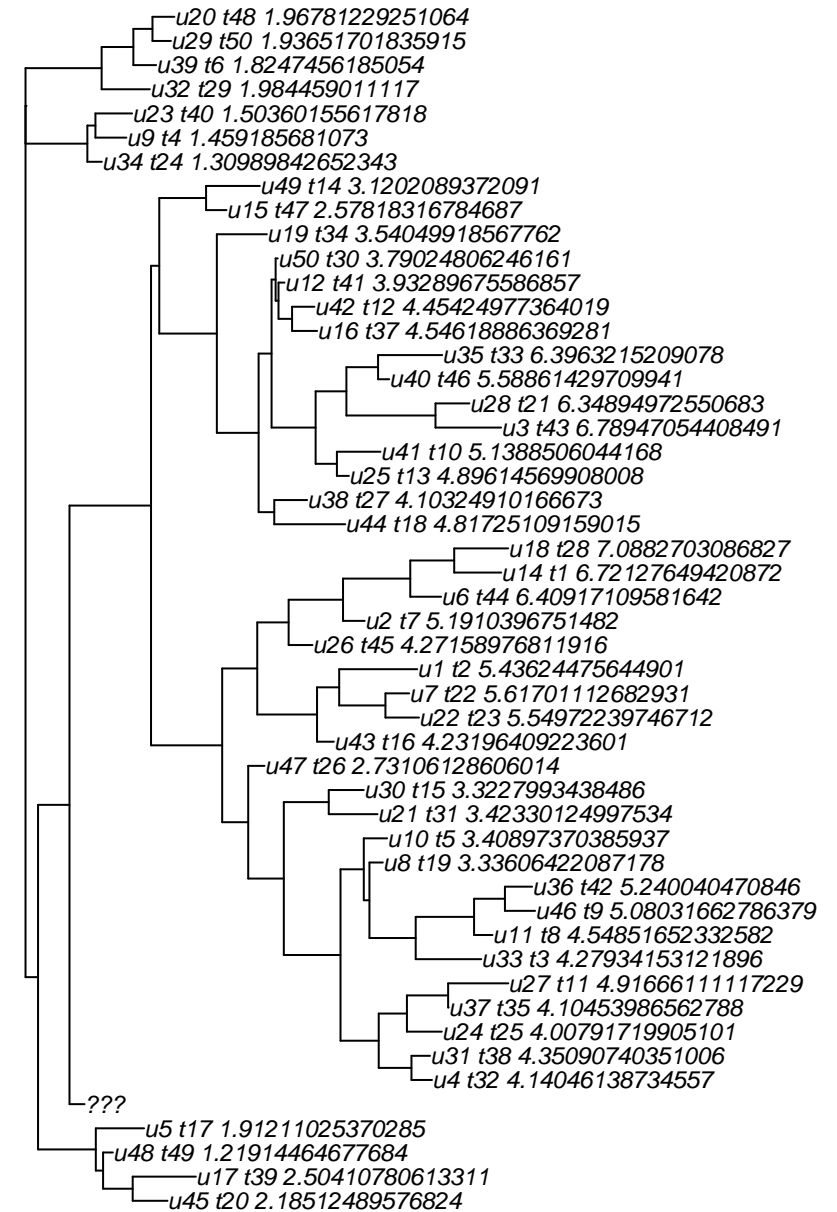 u20 t48 1.96781229251064
u29 t50 1.93651701835915
u39 t6 1.8247456185054
u32 t29 1.984459011117
u23 t40 1.50360155617818
u9 t4 1.459185681073
u34 t24 1.30989842652343
u49 t14 3.1202089372091
u15 t47 2.57818316784687
u19 t34 3.54049918567762
u50 t30 3.79024806246161
u12 t41 3.93289675586857
u42 t12 4.45424977364019
u16 t37 4.54618886369281
u35 t33 6.3963215209078
u40 t46 5.58861429709941
u28 t21 6.34894972550683
u3 t43 6.78947054408491
u41 t10 5.1388506044168
u25 t13 4.89614569908008
u38 t27 4.10324910166673
u44 t18 4.81725109159015
u18 t28 7.0882703086827
u14 t1 6.72127649420872
u6 t44 6.40917109581642
u2 t7 5.1910396751482
u26 t45 4.27158976811916
u1 t2 5.43624475644901
u7 t22 5.61701112682931
u22 t23 5.54972239746712
u43 t16 4.23196409223601
u47 t26 2.73106128606014
u30 t15 3.3227993438486
u21 t31 3.42330124997534
u10 t5 3.40897370385937
u8 t19 3.33606422087178
u36 t42 5.240040470846
u46 t9 5.08031662786379
u11 t8 4.54851652332582
u33 t3 4.27934153121896
u27 t11 4.91666111117229
u37 t35 4.10453986562788
u24 t25 4.00791719905101
u31 t38 4.35090740351006
u4 t32 4.14046138734557
???
u5 t17 1.91211025370285
u48 t49 1.21914464677684
u17 t39 2.50410780613311
u45 t20 2.18512489576824